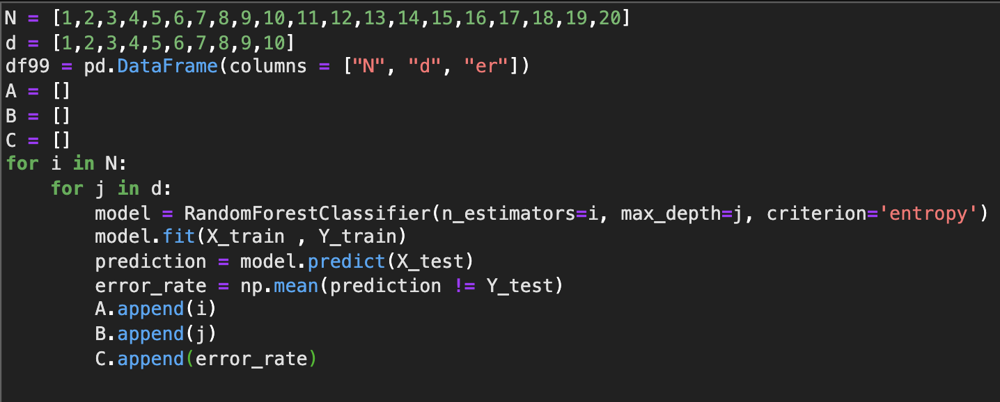 N = [1,2,3,4,5,6,7,8,9,10,11,12,13,14,15,16,17,18,19,20]
d = [1,2,3,4,5,6,7,8,9,10]
df99 = pd.DataFrame(columns = ["N", "d", "er"])
A = []
B = []
C = []
for i in N:
    for j in d:
        model = RandomForestClassifier(n_estimators=i, max_depth=j, criterion='entropy')
        model.fit(X_train , Y_train)
        prediction = model.predict(X_test)
        error_rate = np.mean(prediction != Y_test)
        A.append(i)
        B.append(j)
        C.append(error_rate)